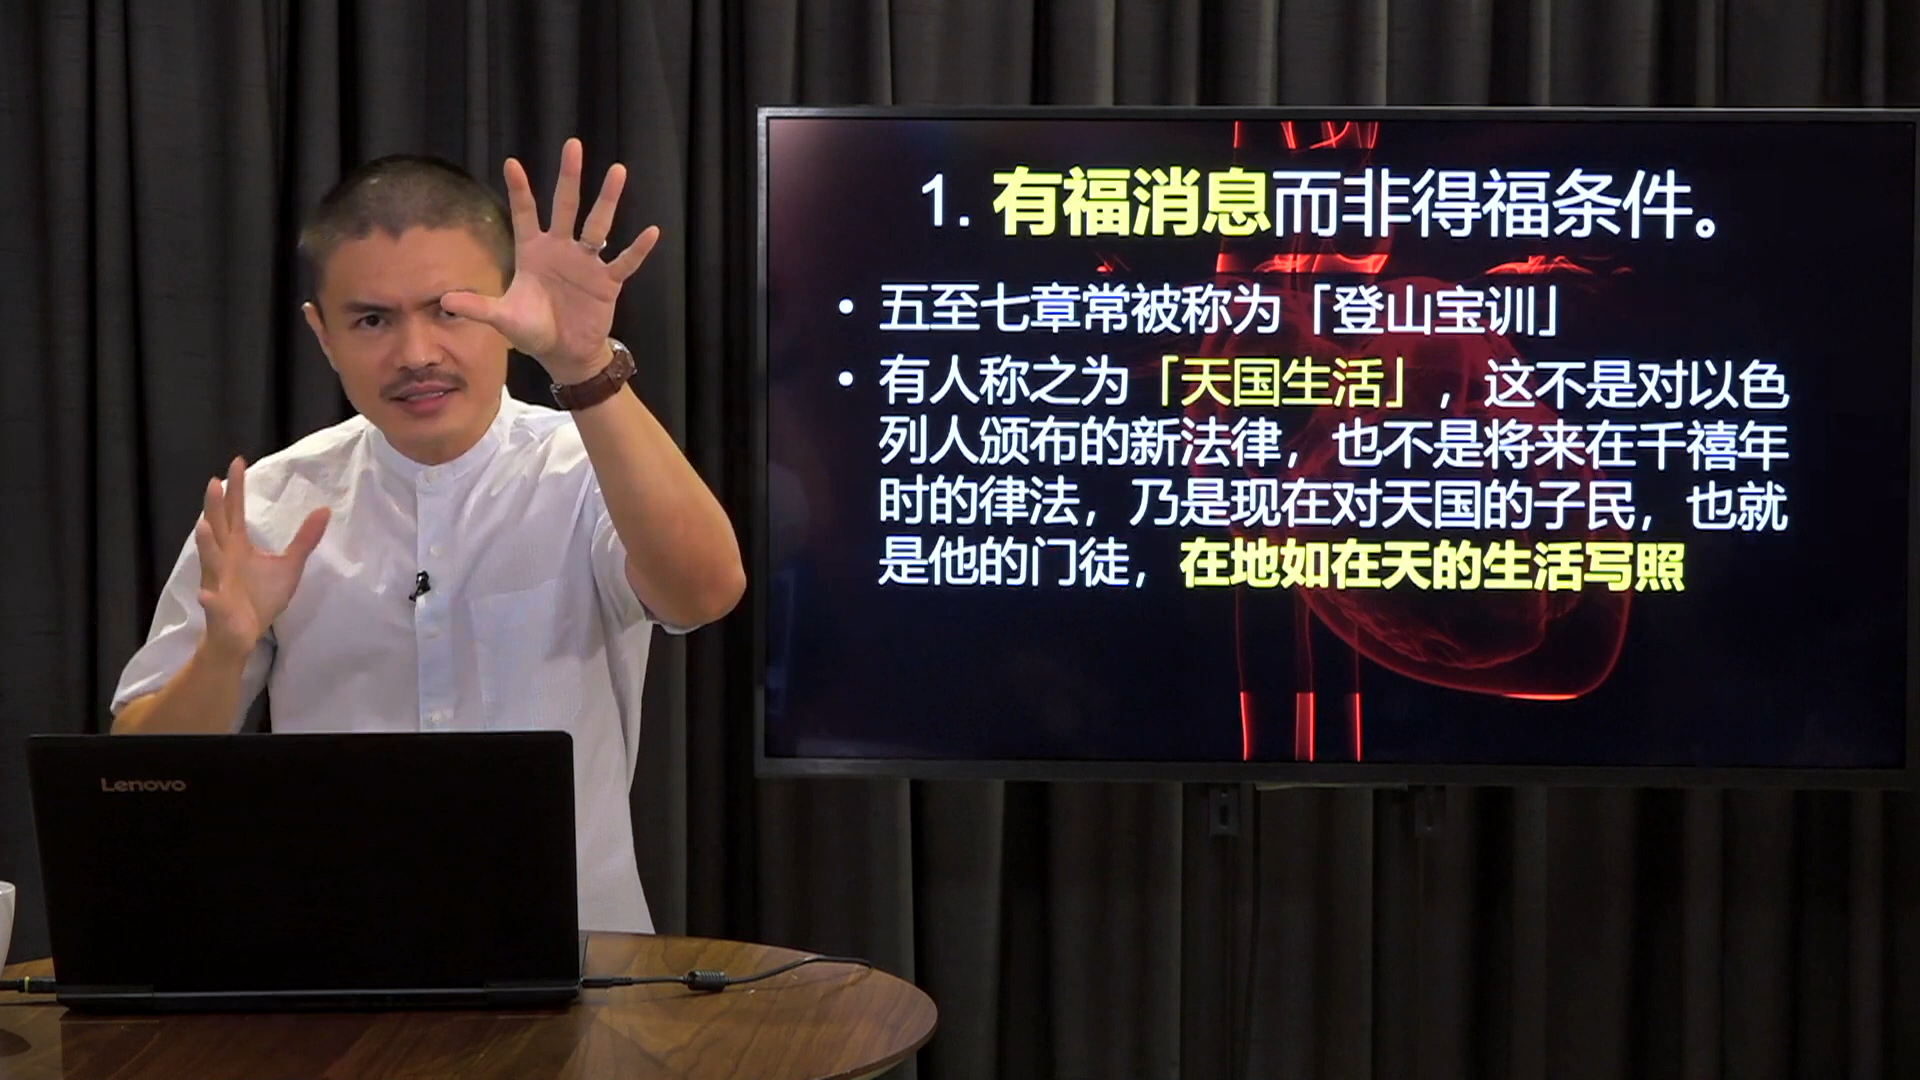 1. 有福消息而非得福条件。
• 五至七章常被称为「登山宝训」
• 有人称之为「天国生活」，这不是对以色
列人颁布的新法律，也不是将来在千禧年
时的律法，乃是现在对天国的子民，也就
是他的门徒，在地如在天的生活写照
Lenovo